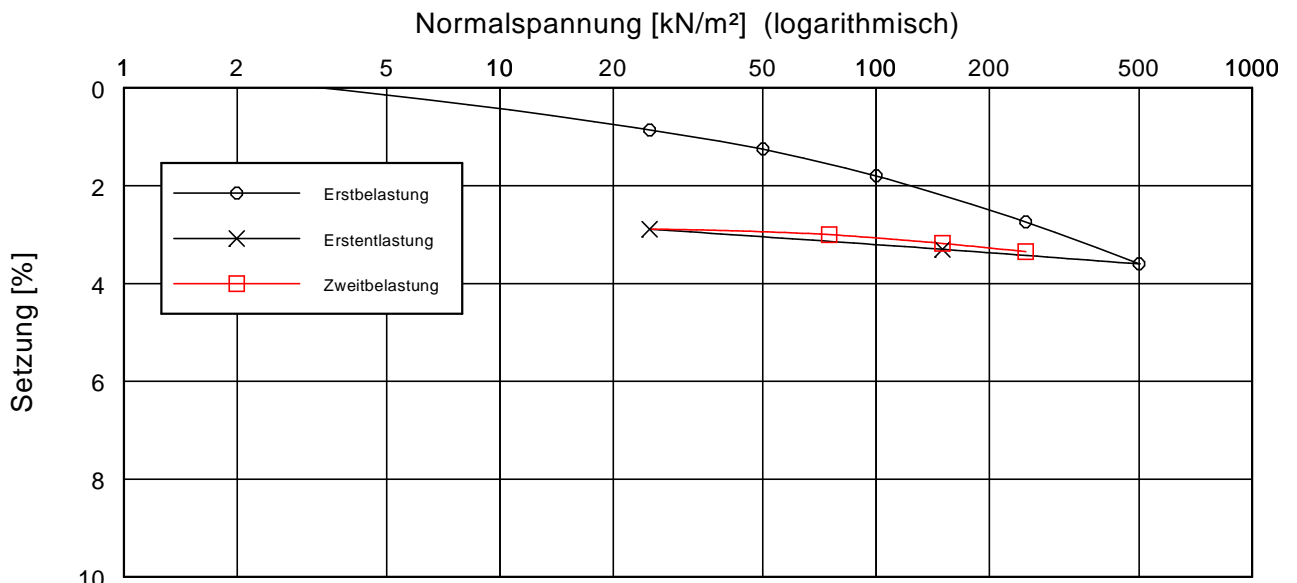 Normalspannung [kN/m²] (logarithmisch)
1 2 5 10 20 50 100 200 500 1000
0
2
4
6
8
10
Setzung [%]
Erstbelastung
Erstentlastung
Zweitbelastung